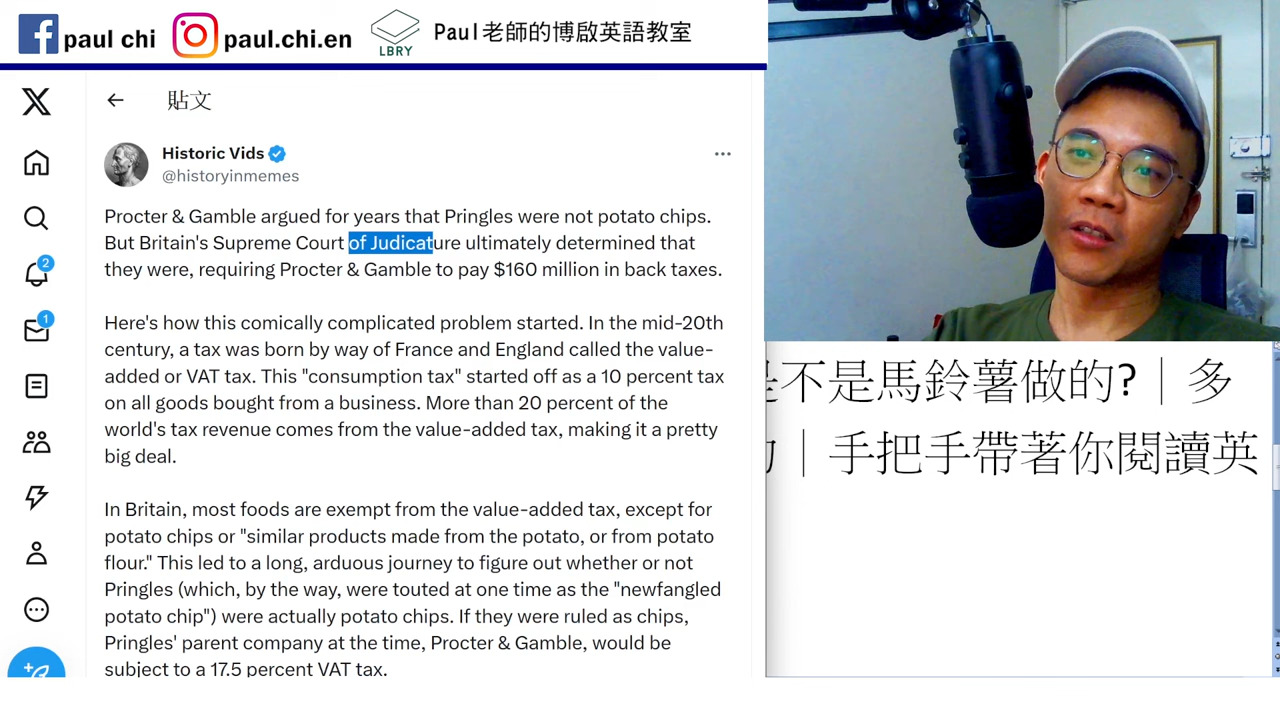 paul chi
paul.chi.en
LBRY
Paul老師的博啟英語教室
貼文
Historic Vids
@historyinmemes
Procter & Gamble argued for years that Pringles were not potato chips.
But Britain's Supreme Court of Judicature ultimately determined that
they were, requiring Procter & Gamble to pay $160 million in back taxes.
Here's how this comically complicated problem started. In the mid-20th
century, a tax was born by way of France and England called the value-
added or VAT tax. This "consumption tax" started off as a 10 percent tax
on all goods bought from a business. More than 20 percent of the
world's tax revenue comes from the value-added tax, making it a pretty
big deal.
In Britain, most foods are exempt from the value-added tax, except for
potato chips or "similar products made from the potato, or from potato
flour." This led to a long, arduous journey to figure out whether or not
Pringles (which, by the way, were touted at one time as the "newfangled
potato chip") were actually potato chips. If they were ruled as chips,
Pringles' parent company at the time, Procter & Gamble, would be
subject to a 17.5 percent VAT tax.
2
1
是不是馬鈴薯做的?｜多
｜手把手帶著你閱讀英